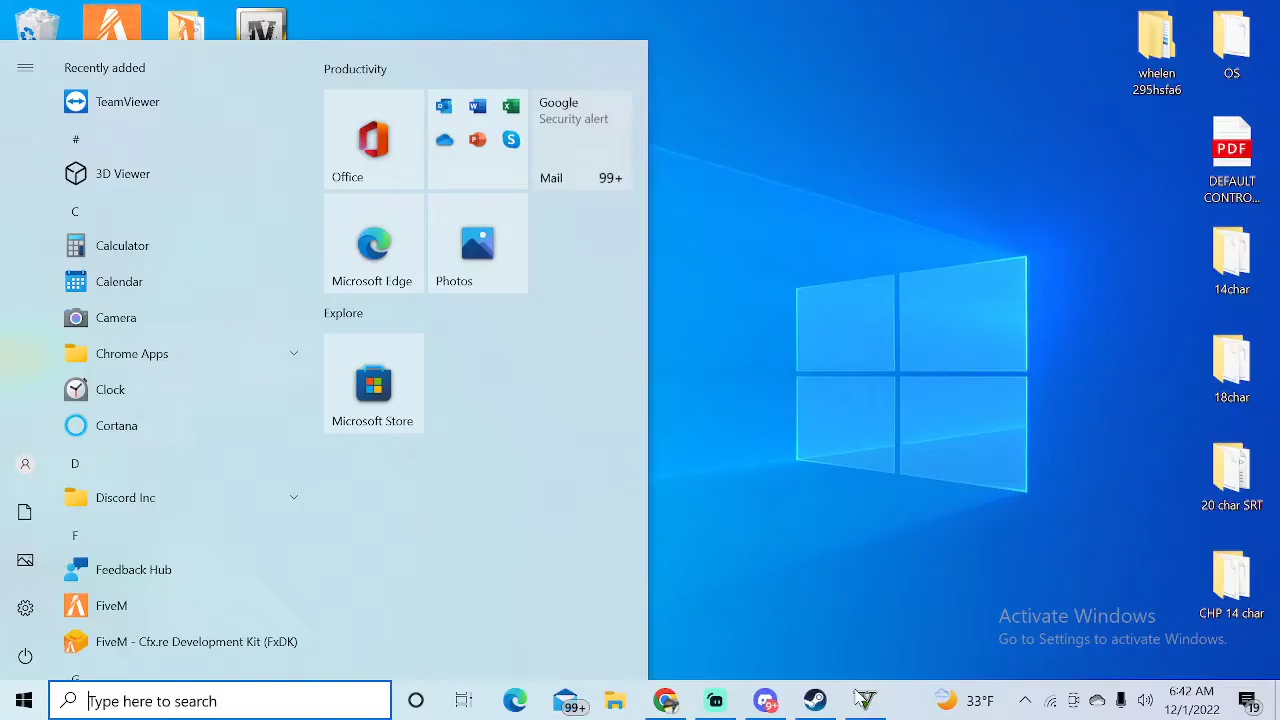 Recently added
TeamViewer
#
3D Viewer
C
Calculator
Calendar
Camera
Chrome Apps
Clock
Cortana
D
Discord Inc
F
Feedback Hub
FiveM
FiveM - Cfx.re Development Kit (FxDK)
Productivity
Office
Google
Security alert
Mail 99+
Microsoft Edge
Photos
Explore
Microsoft Store
whelen
295hsfa6
OS
PDF
DEFAULT
CONTRO...
14char
18char
20 char SRT
CHP 14 char
Activate Windows
Go to Settings to activate Windows.
Type here to search
99+
9+
33°F
6:42 AM
12/1/2022
19